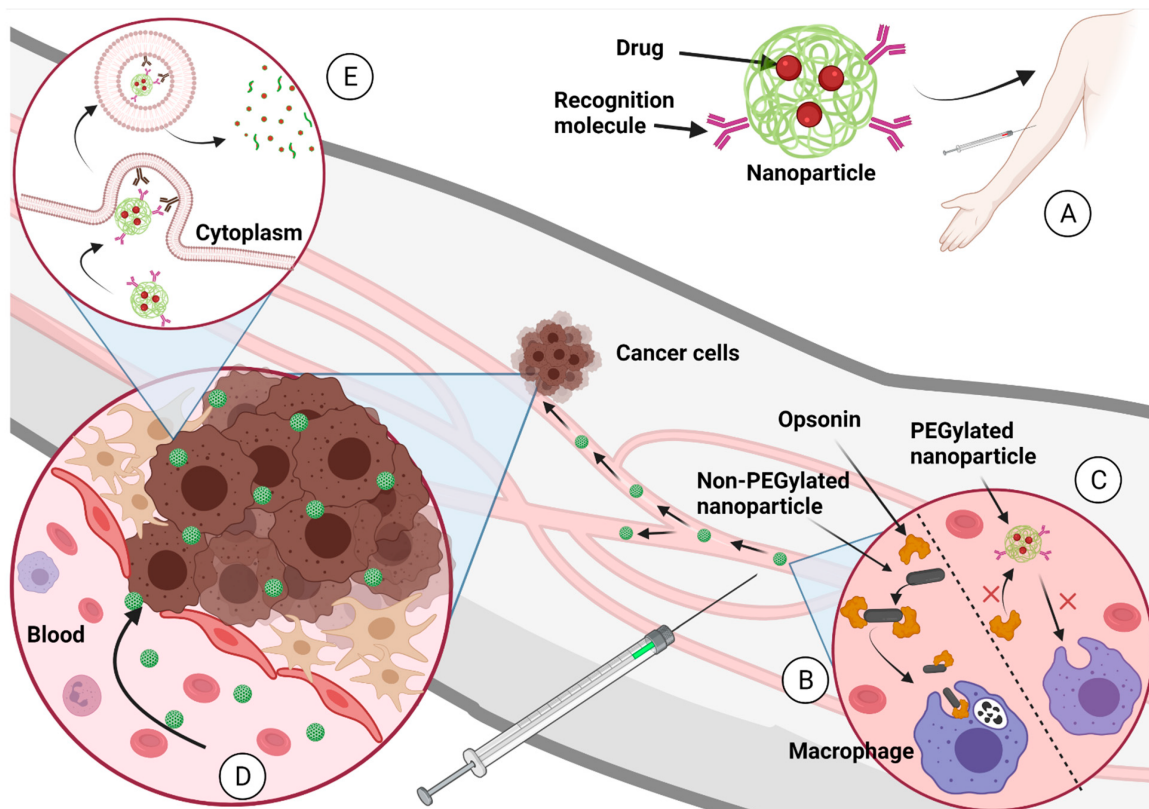 E
Drug
Recognition
molecule
Nanoparticle
A
Cytoplasm
Cancer cells
Opsonin
PEGylated
nanoparticle
C
Non-PEGylated
nanoparticle
Blood
B
Macrophage
D